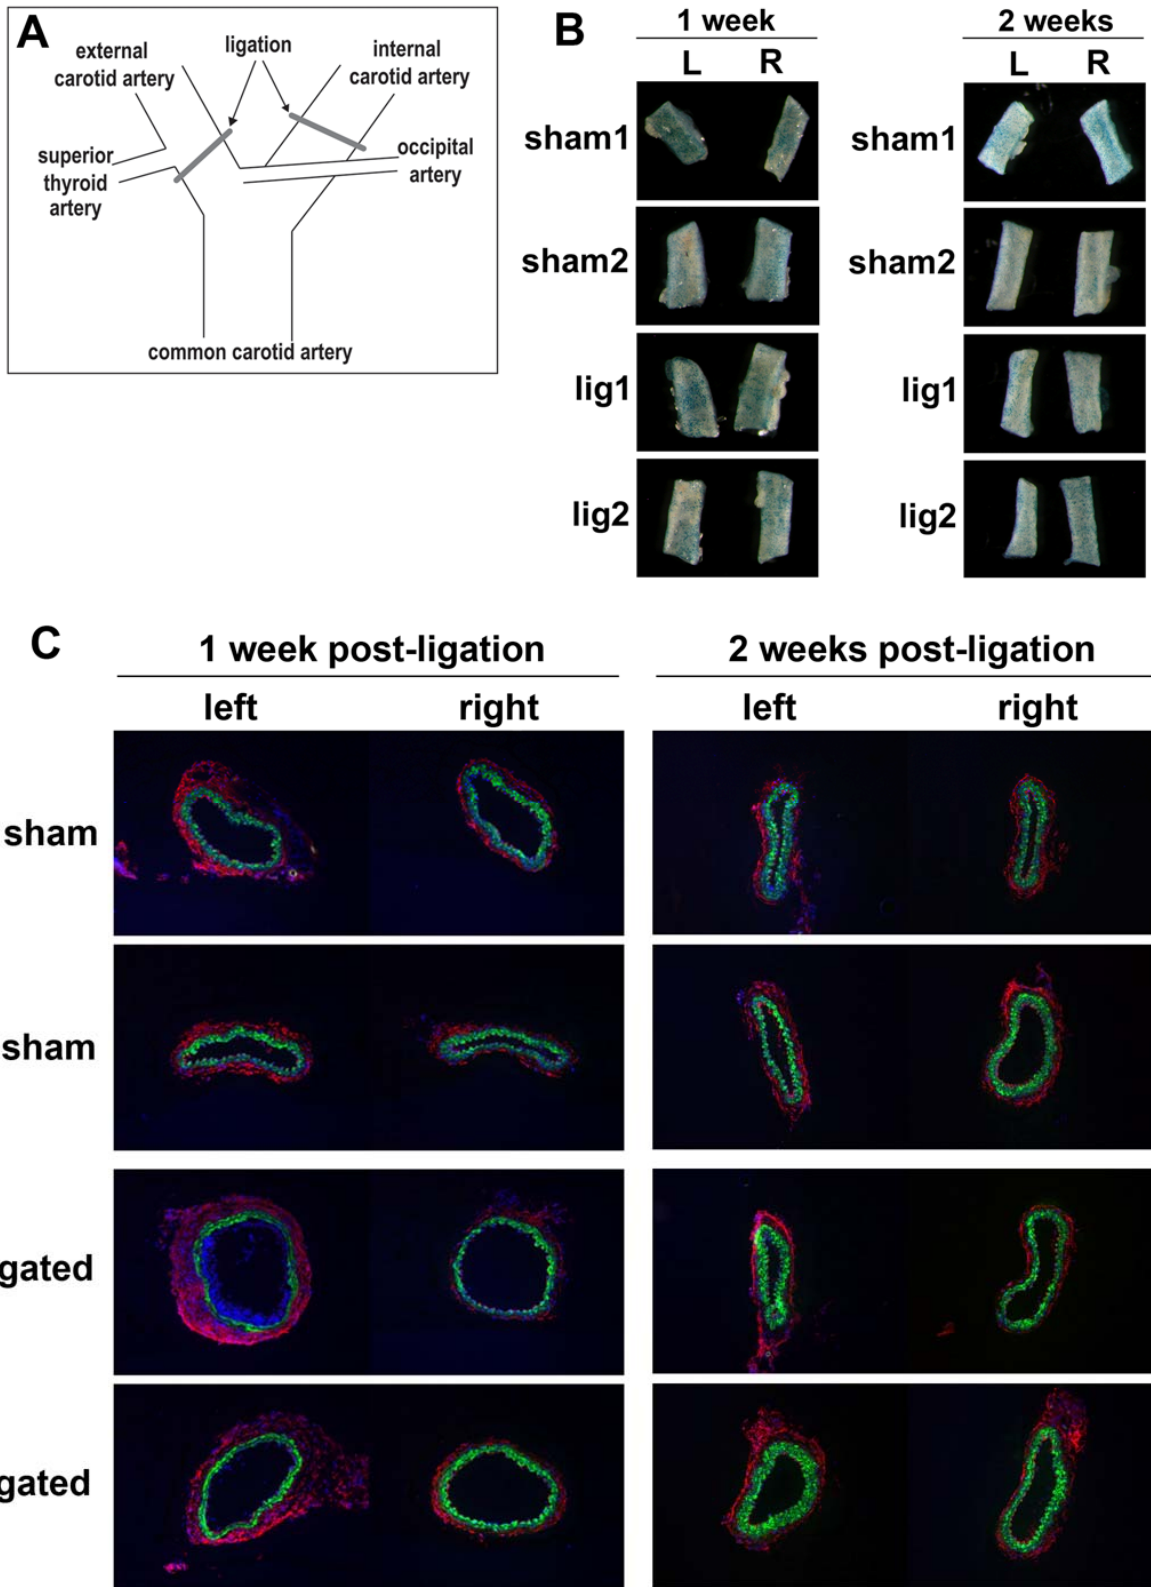 A
external
carotid artery
ligation
internal
carotid artery
superior
thyroid
artery
occipital
artery
common carotid artery
B
1 week
L R
2 weeks
L R
sham1
sham1
sham2
sham2
lig1
lig1
lig2
lig2
C
1 week post-ligation
2 weeks post-ligation
left
right
left
right
sham
sham
gated
gated